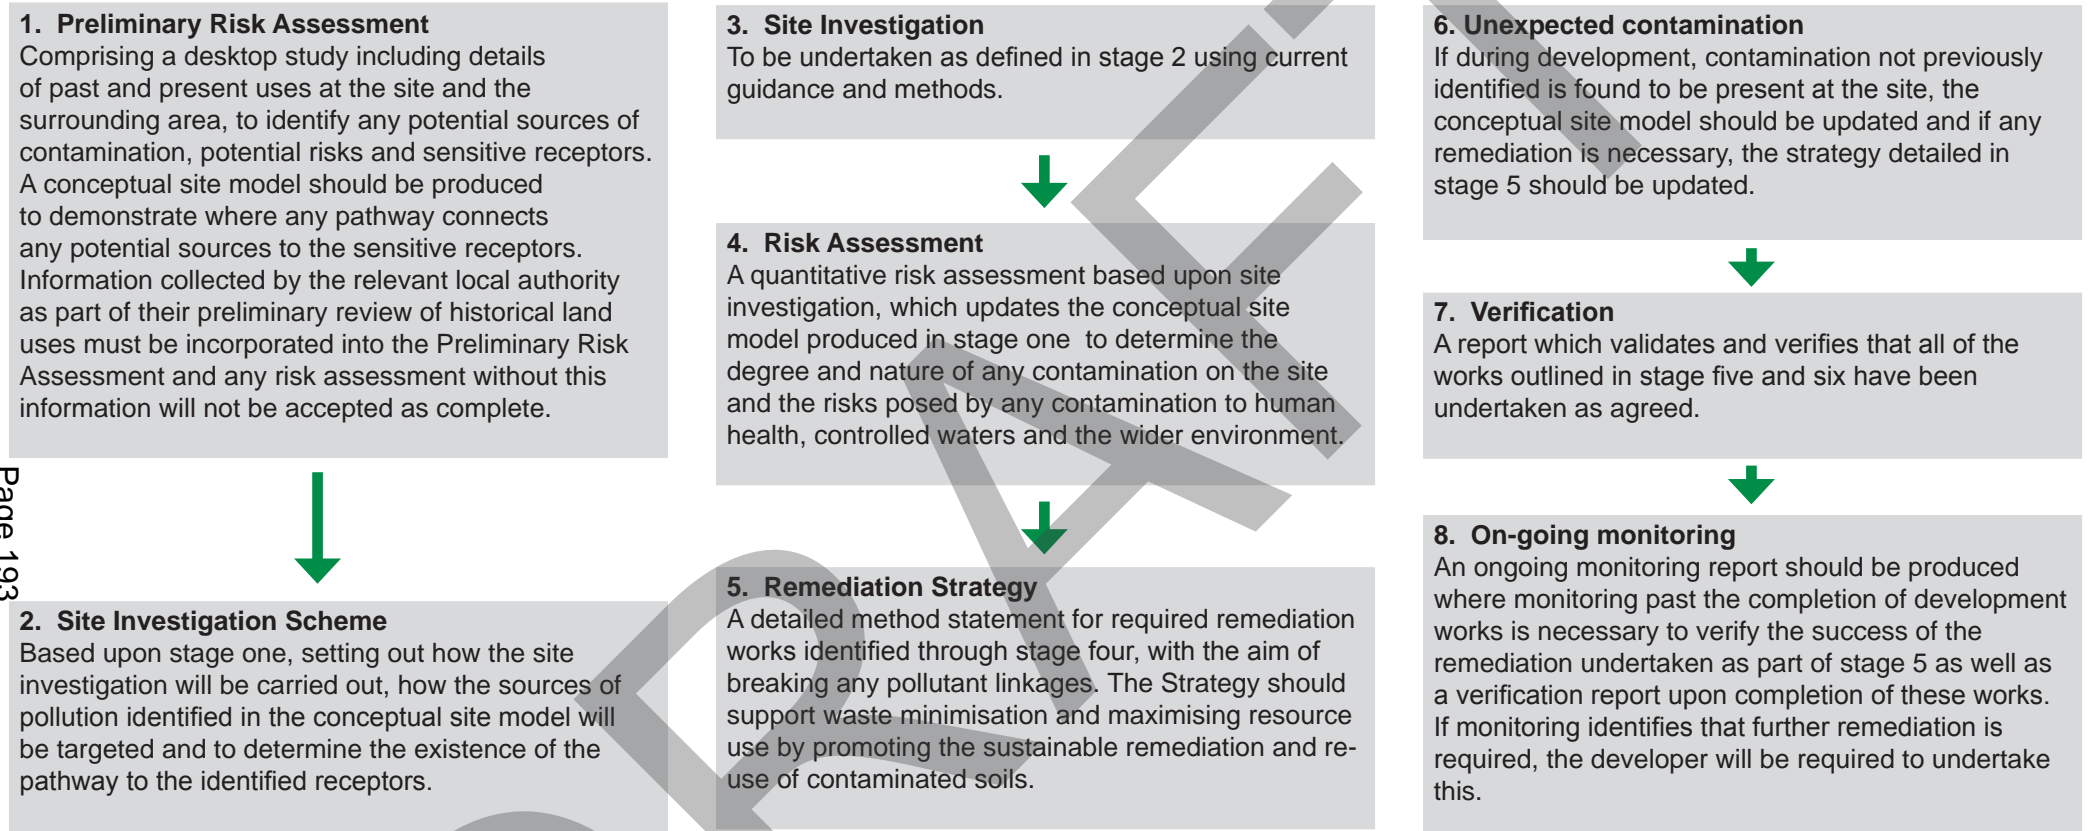 1. Preliminary Risk Assessment
Comprising a desktop study including details
of past and present uses at the site and the
surrounding area, to identify any potential sources of
contamination, potential risks and sensitive receptors.
A conceptual site model should be produced
to demonstrate where any pathway connects
any potential sources to the sensitive receptors.
Information collected by the relevant local authority
as part of their preliminary review of historical land
uses must be incorporated into the Preliminary Risk
Assessment and any risk assessment without this
information will not be accepted as complete.
2. Site Investigation Scheme
Based upon stage one, setting out how the site
investigation will be carried out, how the sources of
pollution identified in the conceptual site model will
be targeted and to determine the existence of the
pathway to the identified receptors.
3. Site Investigation
To be undertaken as defined in stage 2 using current
guidance and methods.
4. Risk Assessment
A quantitative risk assessment based upon site
investigation, which updates the conceptual site
model produced in stage one to determine the
degree and nature of any contamination on the site
and the risks posed by any contamination to human
health, controlled waters and the wider environment.
5. Remediation Strategy
A detailed method statement for required remediation
works identified through stage four, with the aim of
breaking any pollutant linkages. The Strategy should
support waste minimisation and maximising resource
use by promoting the sustainable remediation and re-
use of contaminated soils.
6. Unexpected contamination
If during development, contamination not previously
identified is found to be present at the site, the
conceptual site model should be updated and if any
remediation is necessary, the strategy detailed in
stage 5 should be updated.
7. Verification
A report which validates and verifies that all of the
works outlined in stage five and six have been
undertaken as agreed.
8. On-going monitoring
An ongoing monitoring report should be produced
where monitoring past the completion of development
works is necessary to verify the success of the
remediation undertaken as part of stage 5 as well as
a verification report upon completion of these works.
If monitoring identifies that further remediation is
required, the developer will be required to undertake
this.
Page 193
RAFT